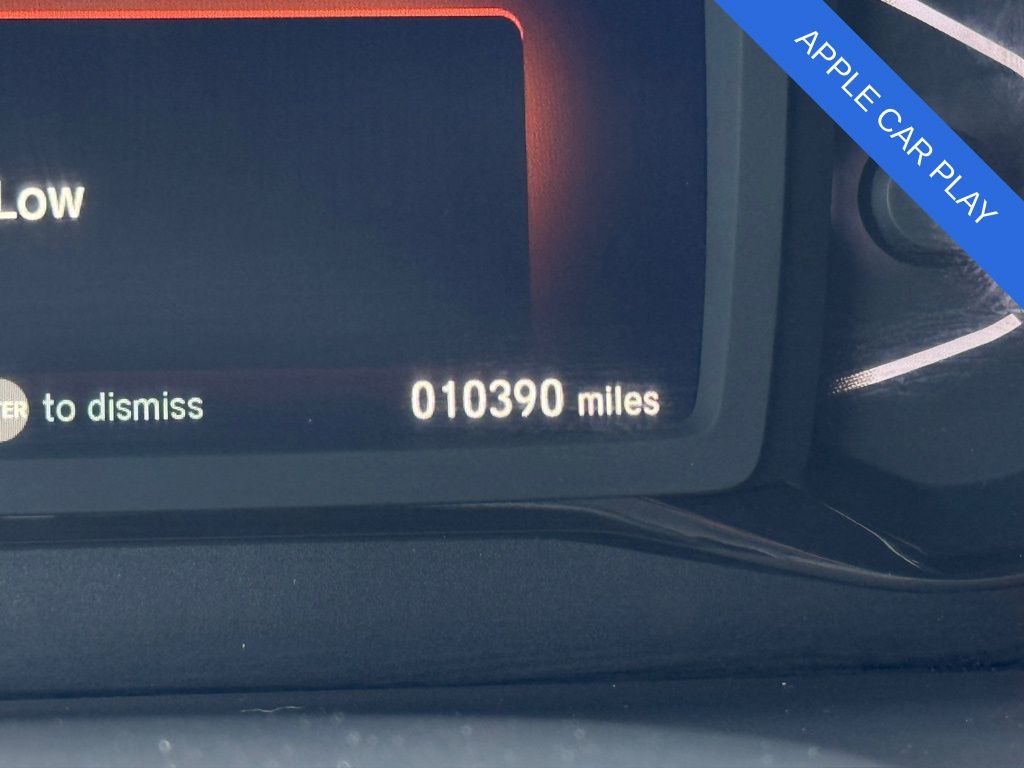 APPLE CAR PLAY
Low
to dismiss
010390 miles